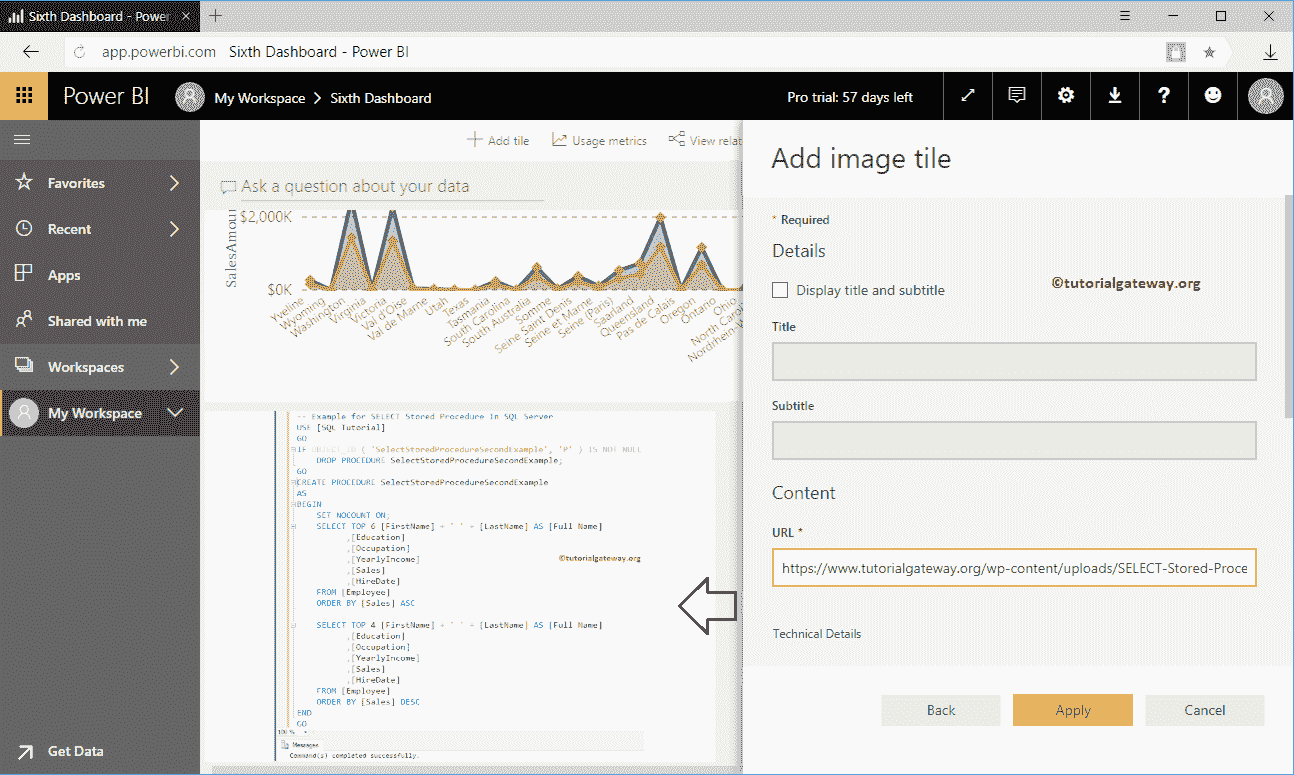 Sixth Dashboard - Power
app.powerbi.com Sixth Dashboard - Power BI
Power BI
My Workspace > Sixth Dashboard
Pro trial: 57 days left
Favorites
Recent
Apps
Shared with me
Workspaces
My Workspace
Get Data
Add tile
Usage metrics
View relat
Ask a question about your data
SalesAmoun
$2,000K
$0K
Yveline
Wyoming
Washington
Virginia
Victoria
Val d'Oise
Val de Marne
Utah
Texas
Tasmania
South Carolina
South Australia
Somme
Seine Saint Denis
Seine et Marne
Seine (Paris)
Saarland
Queensland
Pas de Calais
Oregon
Ontario
Ohio
North Carol
Nordrhein-W
-- Example for SELECT Stored Procedure in SQL Server
USE [SQL Tutorial]
GO
IF OBJECT_ID ( 'SelectStoredProcedureSecondExample', 'P' ) IS NOT NULL
DROP PROCEDURE SelectStoredProcedureSecondExample;
GO
CREATE PROCEDURE SelectStoredProcedureSecondExample
AS
BEGIN
SET NOCOUNT ON;
SELECT TOP 6 [FirstName] + ' ' + [LastName] AS [Full Name]
,[Education]
,[Occupation]
,[YearlyIncome]
,[Sales]
,[HireDate]
FROM [Employee]
ORDER BY [Sales] ASC
SELECT TOP 4 [FirstName] + ' ' + [LastName] AS [Full Name]
,[Education]
,[Occupation]
,[YearlyIncome]
,[Sales]
,[HireDate]
FROM [Employee]
ORDER BY [Sales] DESC
END
GO
100 %
Messages
Command(s) completed successfully.
©tutorialgateway.org
Add image tile
* Required
Details
Display title and subtitle
©tutorialgateway.org
Title
Subtitle
Content
URL *
https://www.tutorialgateway.org/wp-content/uploads/SELECT-Stored-Proce
Technical Details
Back
Apply
Cancel